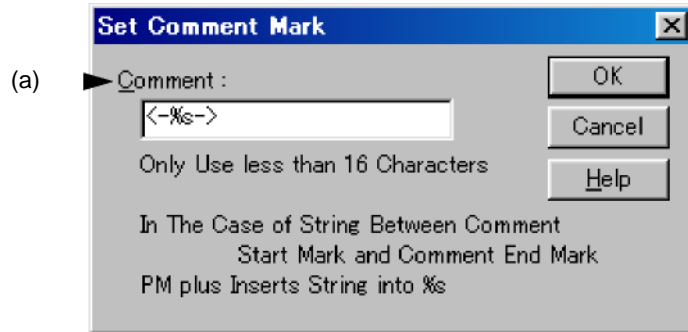 Set Comment Mark
(a)
Comment :
OK
<-%s->
Cancel
Only Use less than 16 Characters
Help
In The Case of String Between Comment
Start Mark and Comment End Mark
PM plus Inserts String into %s